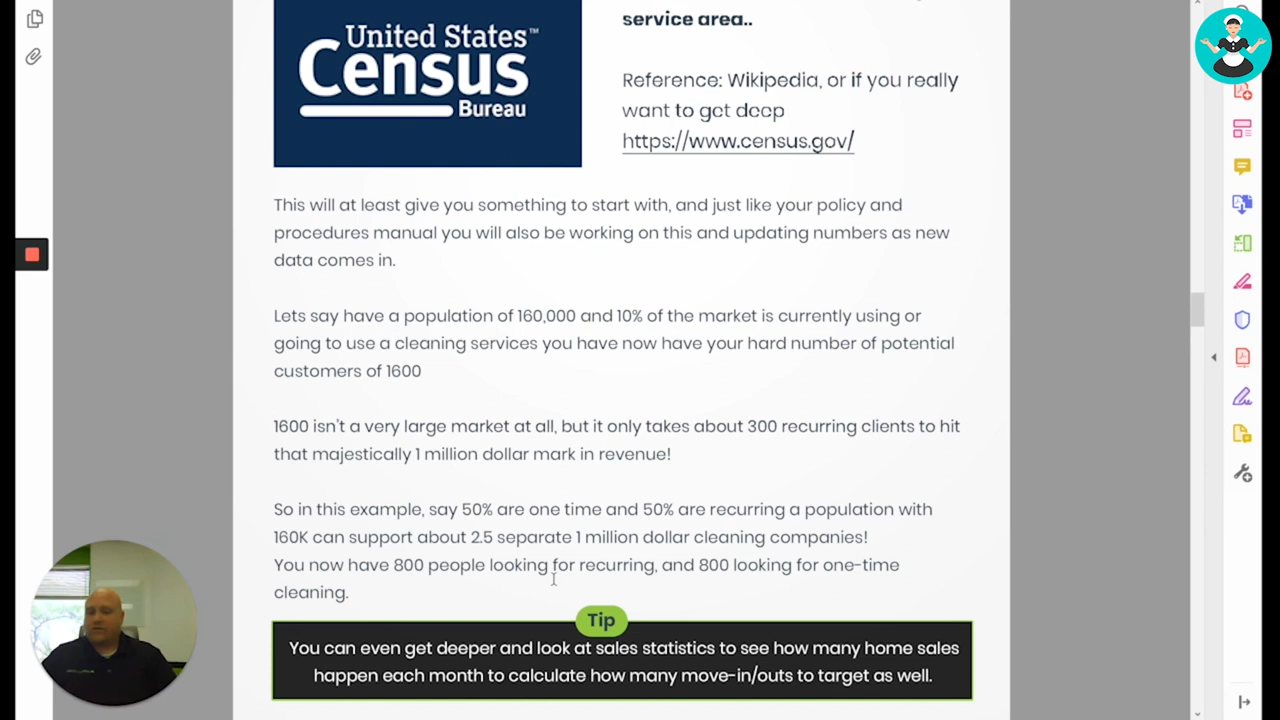 service area..
United States™
Census
Bureau
Reference: Wikipedia, or if you really
want to get deep
https://www.census.gov/
This will at least give you something to start with, and just like your policy and
procedures manual you will also be working on this and updating numbers as new
data comes in.
Lets say have a population of 160,000 and 10% of the market is currently using or
going to use a cleaning services you have now have your hard number of potential
customers of 1600
1600 isn't a very large market at all, but it only takes about 300 recurring clients to hit
that majestically 1 million dollar mark in revenue!
So in this example, say 50% are one time and 50% are recurring a population with
160K can support about 2.5 separate 1 million dollar cleaning companies!
You now have 800 people looking for recurring, and 800 looking for one-time
cleaning.
Tip
You can even get deeper and look at sales statistics to see how many home sales
happen each month to calculate how many move-in/outs to target as well.